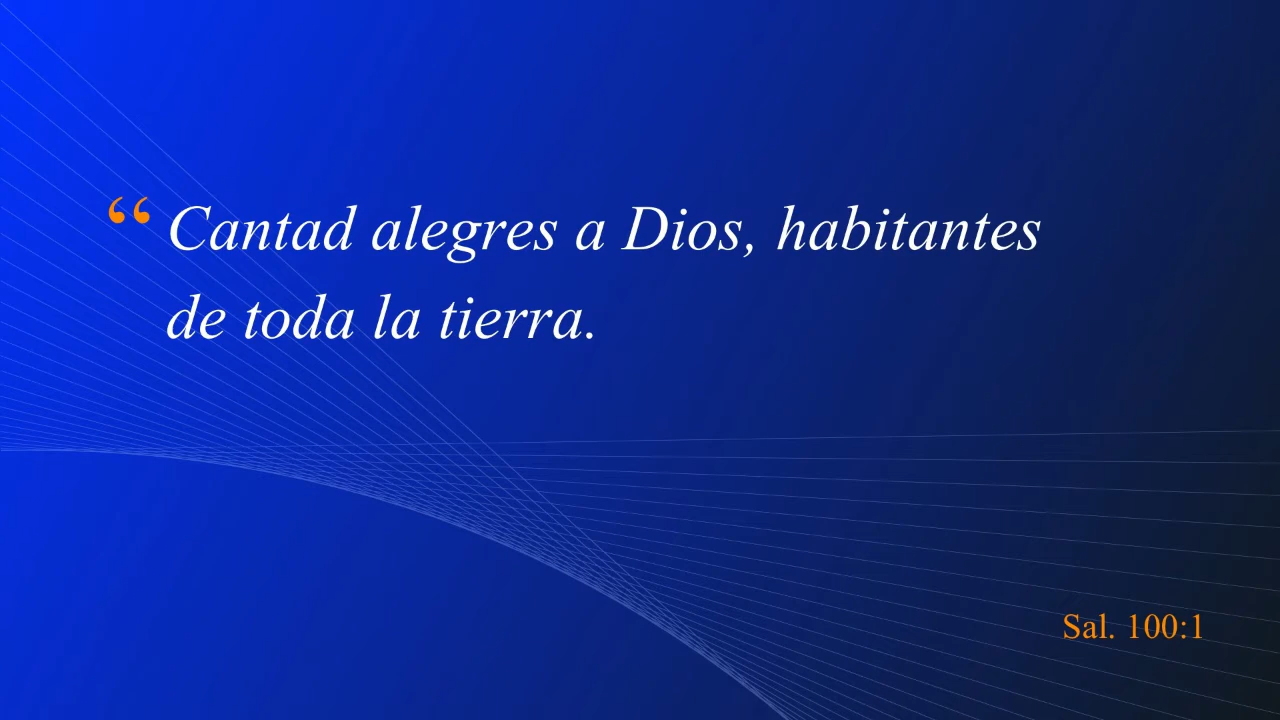 “ Cantad alegres a Dios, habitantes
de toda la tierra.
Sal. 100:1